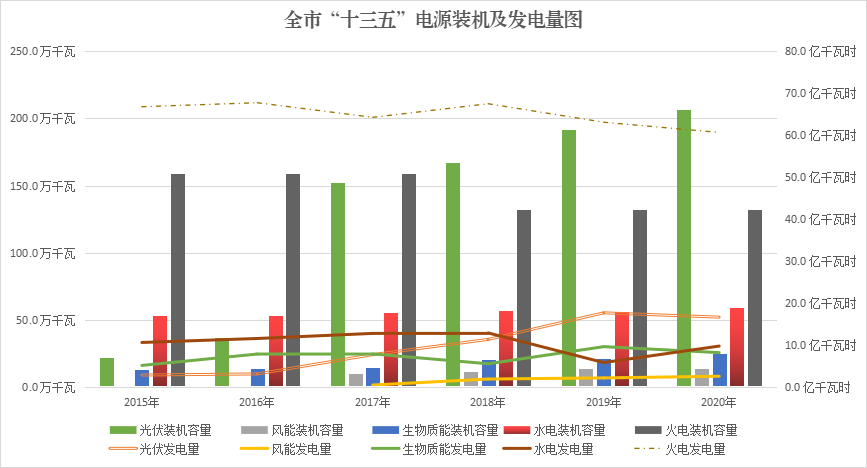 全市“十三五”电源装机及发电量图
250.0万千瓦
200.0万千瓦
150.0万千瓦
100.0万千瓦
50.0万千瓦
0.0万千瓦
80.0 亿千瓦时
70.0 亿千瓦时
60.0 亿千瓦时
50.0 亿千瓦时
40.0 亿千瓦时
30.0 亿千瓦时
20.0 亿千瓦时
10.0 亿千瓦时
0.0 亿千瓦时
2015年 2016年 2017年 2018年 2019年 2020年
光伏装机容量 风能装机容量 生物质能装机容量 水电装机容量 火电装机容量
光伏发电量 风能发电量 生物质能发电量 水电发电量 火电发电量